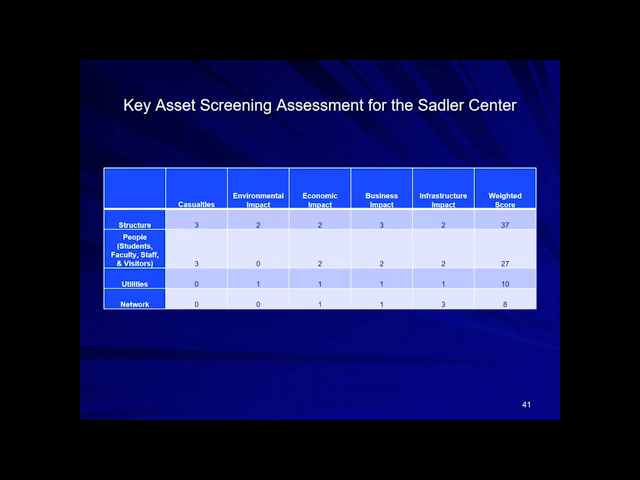 Key Asset Screening Assessment for the Sadler Center
Casualties Environmental Impact Economic Impact Business Impact Infrastructure Impact Weighted Score
Structure 3 2 2 3 2 37
People (Students, Faculty, Staff, & Visitors) 3 0 2 2 2 27
Utilities 0 1 1 1 1 10
Network 0 0 1 1 3 8
41